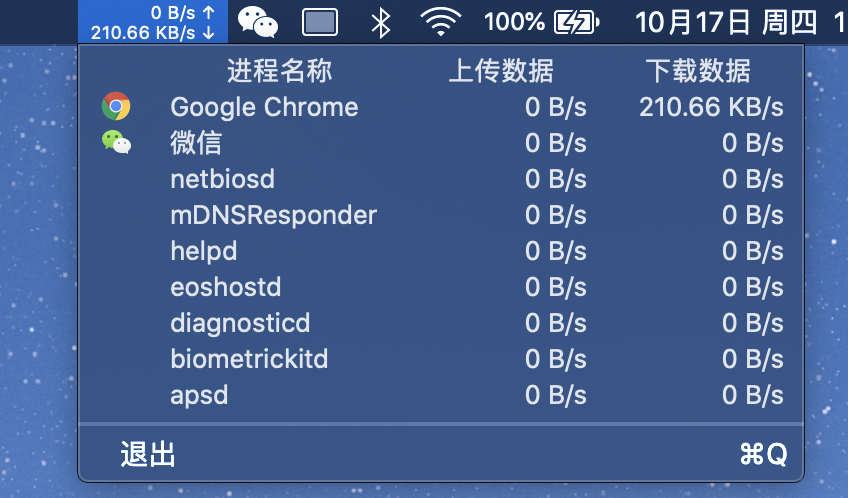 0 B/s ↑
210.66 KB/s ↓
100%
10月17日 周四 1
进程名称 上传数据 下载数据
Google Chrome 0 B/s 210.66 KB/s
微信 0 B/s 0 B/s
netbiosd 0 B/s 0 B/s
mDNSResponder 0 B/s 0 B/s
helpd 0 B/s 0 B/s
eoshostd 0 B/s 0 B/s
diagnosticd 0 B/s 0 B/s
biometrickitd 0 B/s 0 B/s
apsd 0 B/s 0 B/s
退出 ⌘Q